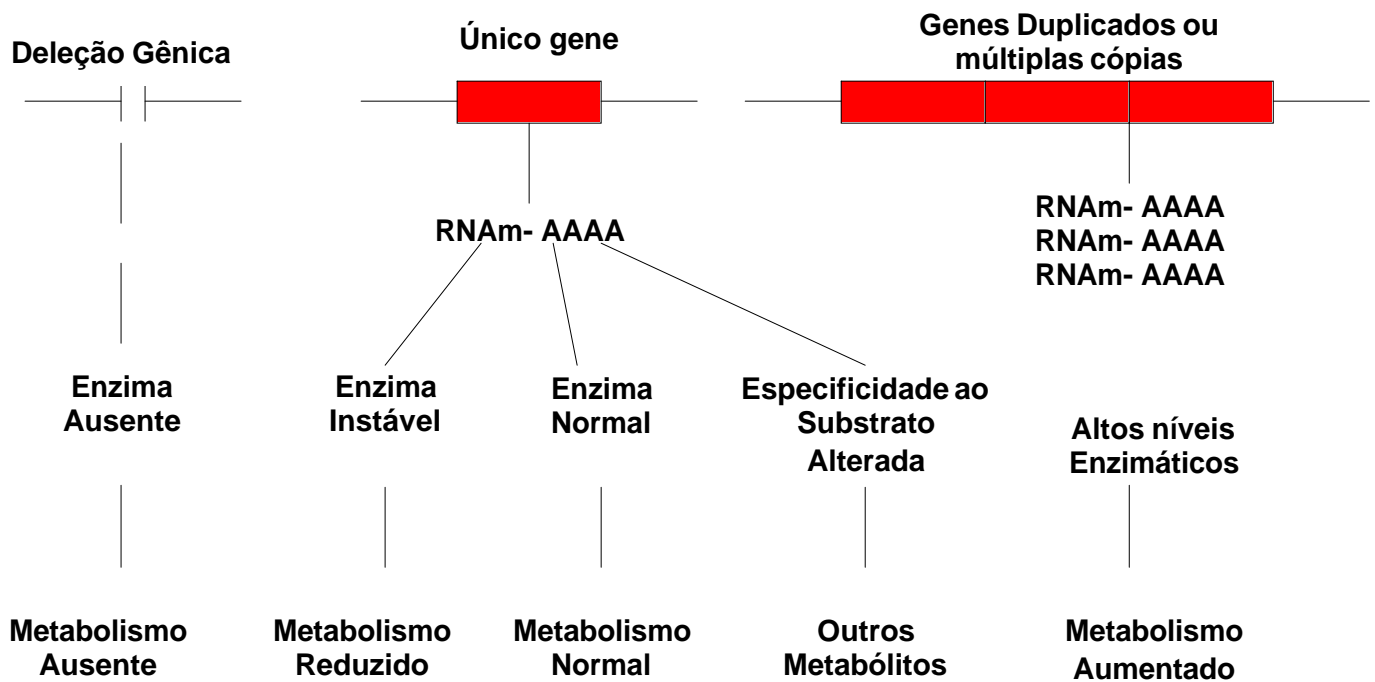 Deleção Gênica
Único gene
Genes Duplicados ou
múltiplas cópias
RNAm- AAAA
RNAm- AAAA
RNAm- AAAA
RNAm- AAAA
Enzima
Ausente
Enzima
Instável
Enzima
Normal
Especificidade ao
Substrato
Alterada
Altos níveis
Enzimáticos
Metabolismo
Ausente
Metabolismo
Reduzido
Metabolismo
Normal
Outros
Metabólitos
Metabolismo
Aumentado